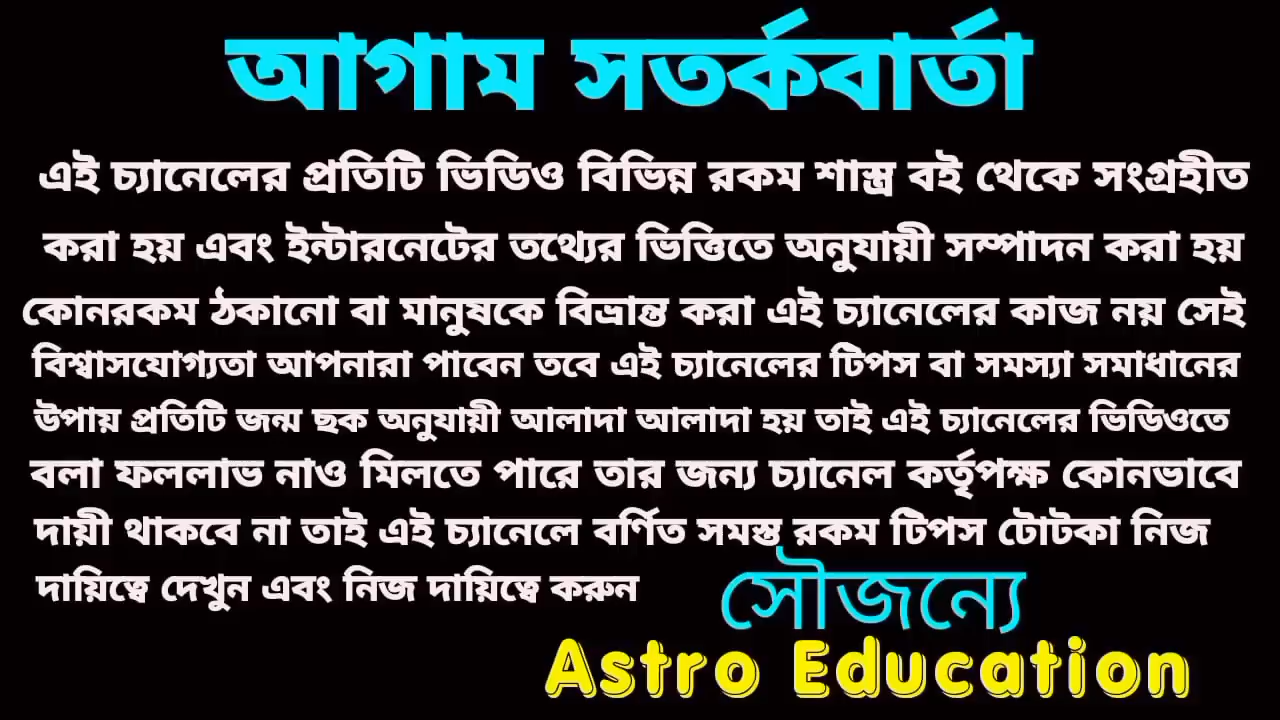 আগাম সতর্কবার্তা
এই চ্যানেলের প্রতিটি ভিডিও বিভিন্ন রকম শাস্ত্র বই থেকে সংগ্রহীত
করা হয় এবং ইন্টারনেটের তথ্যের ভিত্তিতে অনুযায়ী সম্পাদন করা হয়
কোনরকম ঠকানো বা মানুষকে বিভ্রান্ত করা এই চ্যানেলের কাজ নয় সেই
বিশ্বাসযোগ্যতা আপনারা পাবেন তবে এই চ্যানেলের টিপস বা সমস্যা সমাধানের
উপায় প্রতিটি জন্ম ছক অনুযায়ী আলাদা আলাদা হয় তাই এই চ্যানেলের ভিডিওতে
বলা ফললাভ নাও মিলতে পারে তার জন্য চ্যানেল কর্তৃপক্ষ কোনভাবে
দায়ী থাকবে না তাই এই চ্যানেলে বর্ণিত সমস্ত রকম টিপস টোটকা নিজ
দায়িত্বে দেখুন এবং নিজ দায়িত্বে করুন
সৌজন্যে
Astro Education